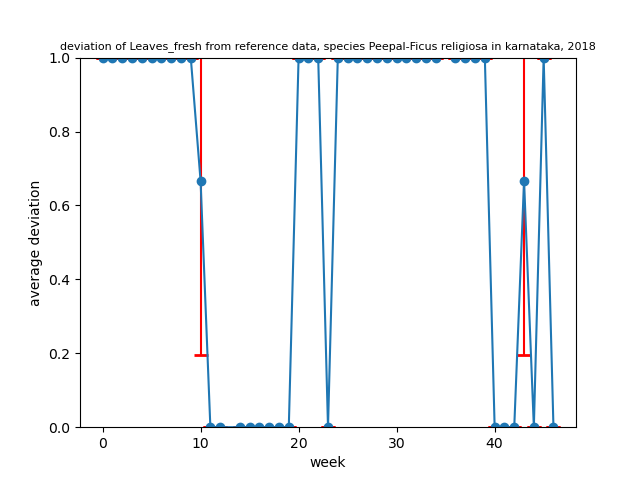 deviation of Leaves_fresh from reference data, species Peepal-Ficus religiosa in karnataka, 2018
1.0
0.8
0.6
0.4
0.2
0.0
average deviation
0 10 20 30 40
week